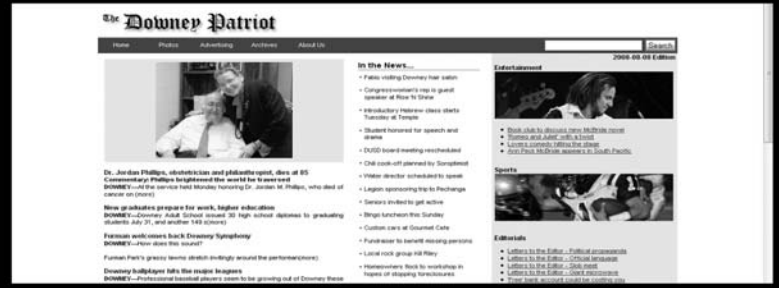 The Downey Patriot
Home Photos Advertising Archives About Us
Search
2008-08-08 Edition
Dr. Jordan Phillips, obstetrician and philanthropist, dies at 85
Commentary: Phillips brightened the world he traversed
DOWNEY—At the service held Monday honoring Dr. Jordan M. Phillips, who died of
cancer on (more)
New graduates prepare for work, higher education
DOWNEY—Downey Adult School issued 30 high school diplomas to graduating
students July 31, and another 149 s(more)
Furman welcomes back Downey Symphony
DOWNEY—How does this sound?
Furman Park's grassy lawns stretch invitingly around the performan(more)
Downey ballplayer hits the major leagues
DOWNEY—Professional baseball players seem to be growing out of Downey these
In the News...
Fabio visiting Downey hair salon
Congresswoman's rep is guest
speaker at Rise 'N Shine
Introductory Hebrew class starts
Tuesday at Temple
Student honored for speech and
drama
DUSD board meeting rescheduled
Chili cook-off planned by Soroptimist
Water director scheduled to speak
Legion sponsoring trip to Pechanga
Seniors invited to get active
Bingo luncheon this Sunday
Custom cars at Gourmet Cafe
Fundraiser to benefit missing persons
Local rock group Hill Riley
Homeowners flock to workshop in
hopes of stopping foreclosures
Entertainment
Book club to discuss new McBride novel
'Romeo and Juliet' with a twist
Lovers comedy hitting the stage
Ann Peck McBride appears in South Pacific
Sports
Editorials
Letters to the Editor - Political propaganda
Letters to the Editor - Official language
Letters to the Editor - Giant microwave
'Free' bank account could be costing you